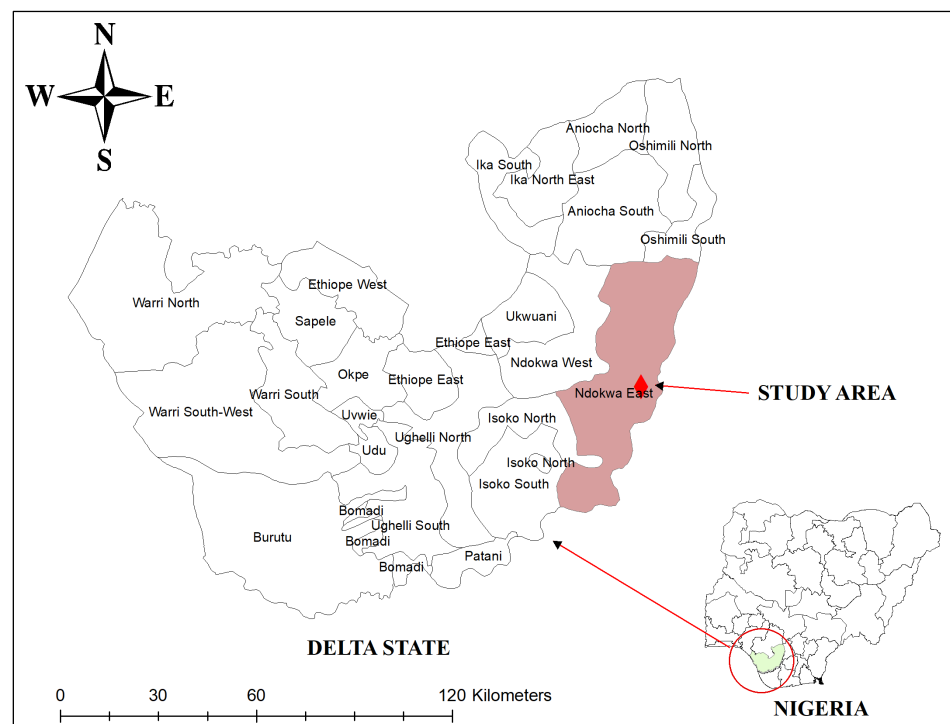 N
W
E
S
Aniocha North
Oshimili North
Ika South
Ika North East
Aniocha South
Oshimili South
Ethiope West
Warri North
Ukwuani
Sapele
Ethiope East
Ndokwa West
Okpe
Ethiope East
Warri South
Ndokwa East
STUDY AREA
Warri South-West
Uvwie
Isoko North
Ughelli North
Udu
Isoko North
Isoko South
Bomadi
Ughelli South
Burutu
Bomadi
Patani
Bomadi
DELTA STATE
0 30 60 120 Kilometers
NIGERIA